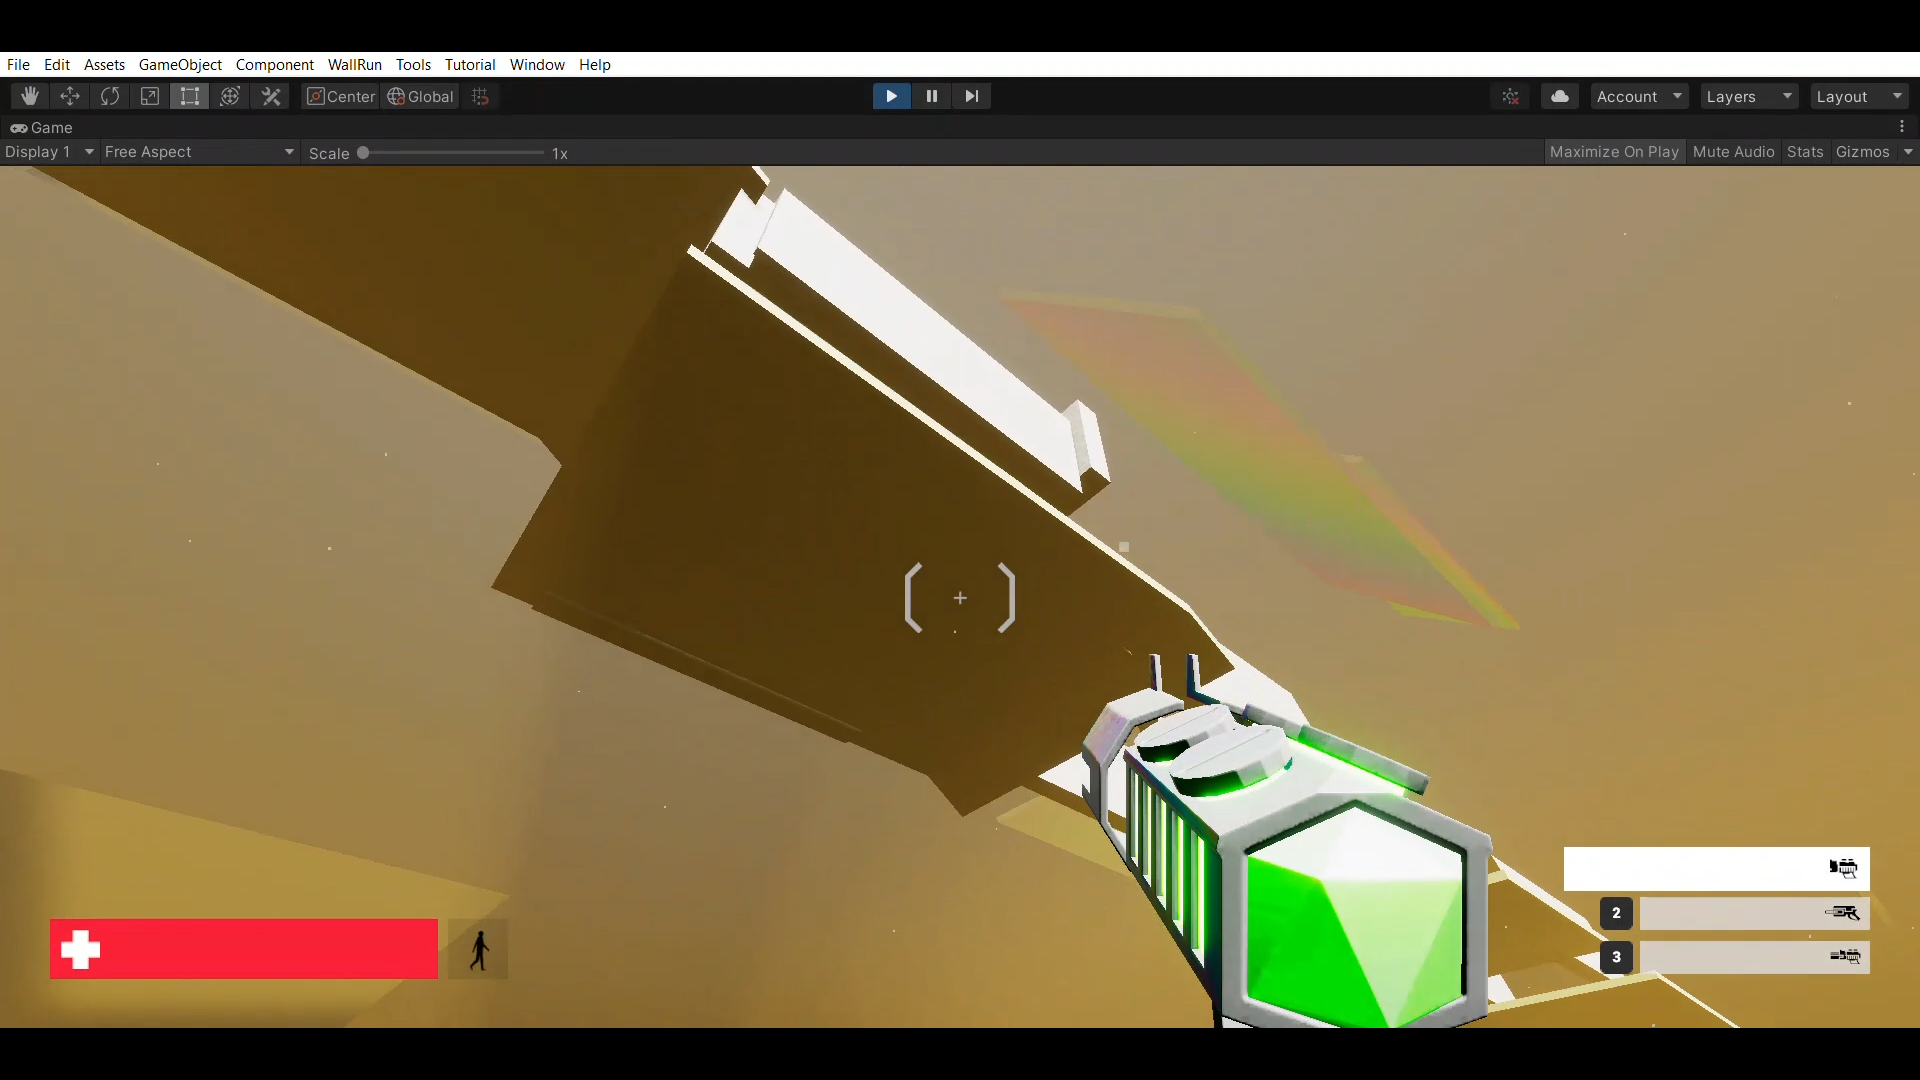 File Edit Assets GameObject Component WallRun Tools Tutorial Window Help
Center Global Account Layers Layout
Game
Display 1 Free Aspect Scale 1x Maximize On Play Mute Audio Stats Gizmos
2
3